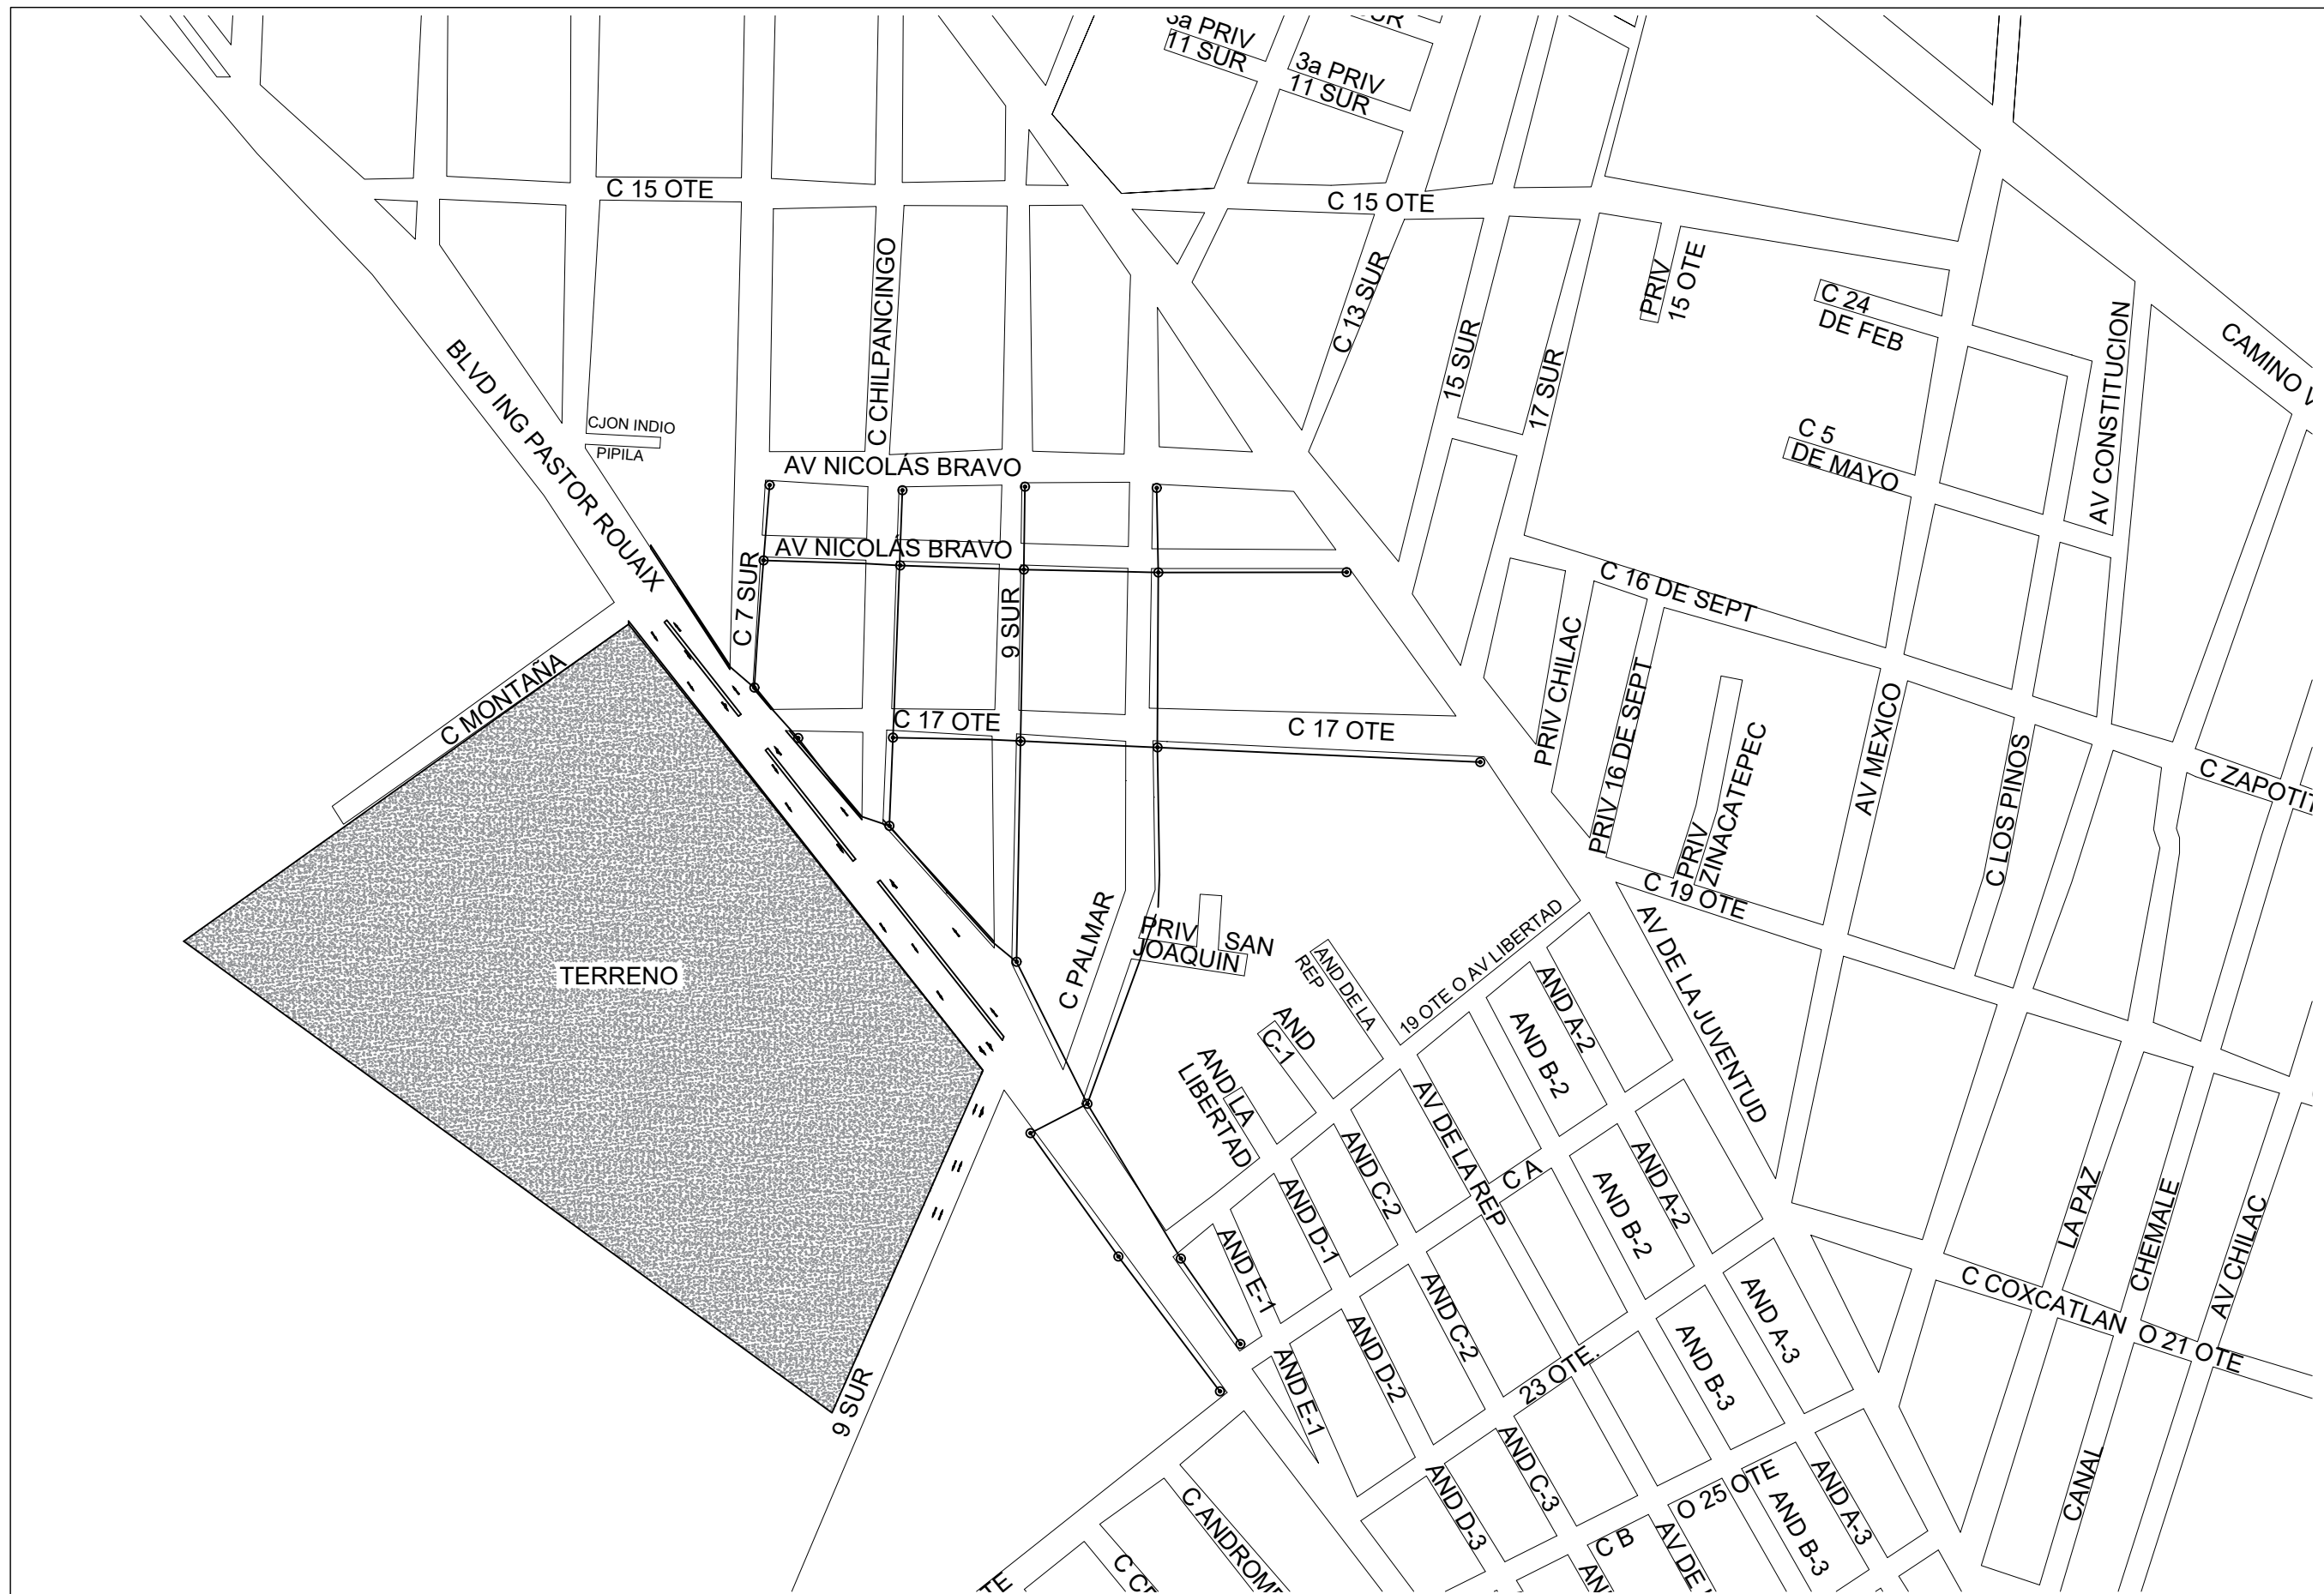 3a PRIV
11 SUR
3a PRIV
11 SUR
C 15 OTE
C 15 OTE
C CHILPANCINGO
C 13 SUR
15 SUR
17 SUR
PRIV
15 OTE
C 24
DE FEB
AV CONSTITUCION
CAMINO
BLVD ING PASTOR ROUAIX
CJON INDIO
PIPILA
AV NICOLÁS BRAVO
C 5
DE MAYO
AV NICOLÁS BRAVO
C 7 SUR
9 SUR
C 16 DE SEPT
PRIV CHILAC
PRIV 16 DE SEPT
C MONTAÑA
C 17 OTE
C 17 OTE
AV MEXICO
PRIV
ZINACATEPEC
C LOS PINOS
C ZAPOTIT
C PALMAR
PRIV SAN
JOAQUIN
C 19 OTE
19 OTE O AV LIBERTAD
AV DE LA JUVENTUD
TERRENO
AND DE LA
REP
AND
C-1
AND A-2
AND B-2
AND LA
LIBERTAD
AV DE LA REP
AND C-2
C A
AND A-2
AND B-2
LA PAZ
CHEMALE
AV CHILAC
AND D-1
AND E-1
AND C-2
AND D-2
AND A-3
AND B-3
C COXCATLAN O 21 OTE
23 OTE.
AND E-1
9 SUR
AND C-3
AND D-3
O 25 OTE
AND A-3
AND B-3
CANAL
C B
AV DE
C ANDROME